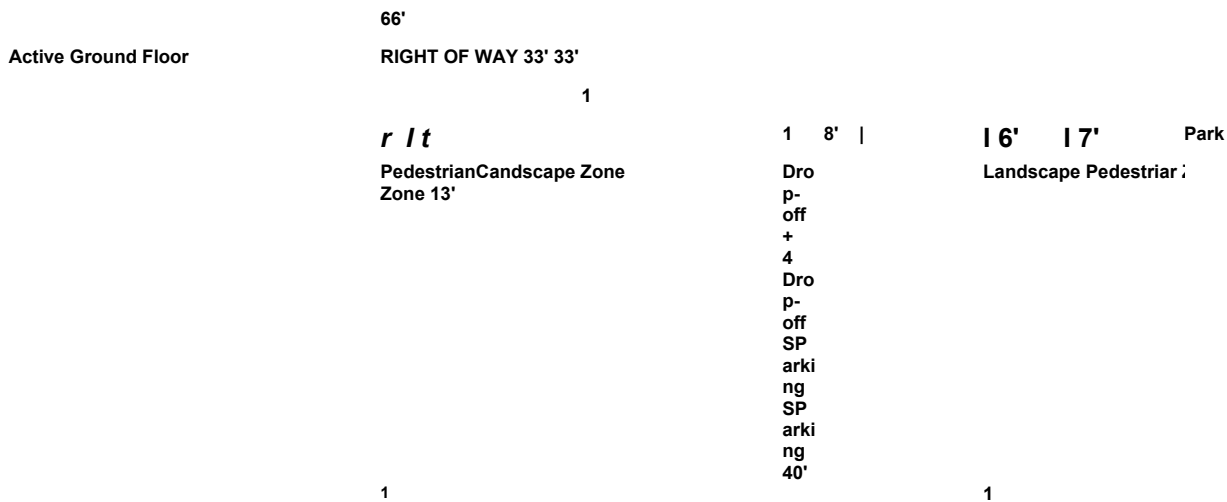 66'
Active Ground Floor RIGHT OF WAY 33' 33'
1
r I t 1 8' | I 6' I 7' Park
PedestrianCandscape Zone
Zone 13'
Dro
p-
off
+
4
Dro
p-
off
SP
arki
ng
SP
arki
ng
40'
Landscape Pedestriar
1 1